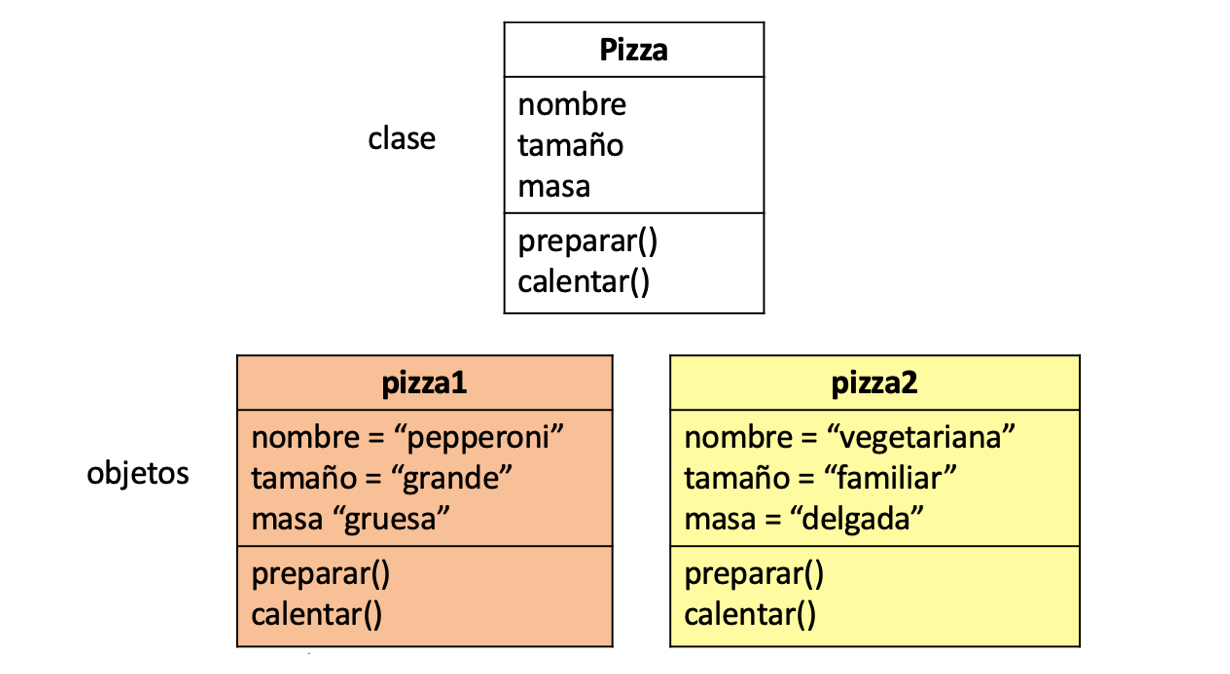 Pizza
nombre
tamaño
masa
clase
preparar()
calentar()
pizza1
nombre = “pepperoni”
tamaño = “grande”
masa “gruesa”
objetos
preparar()
calentar()
pizza2
nombre = “vegetariana”
tamaño = “familiar”
masa = “delgada”
preparar()
calentar()